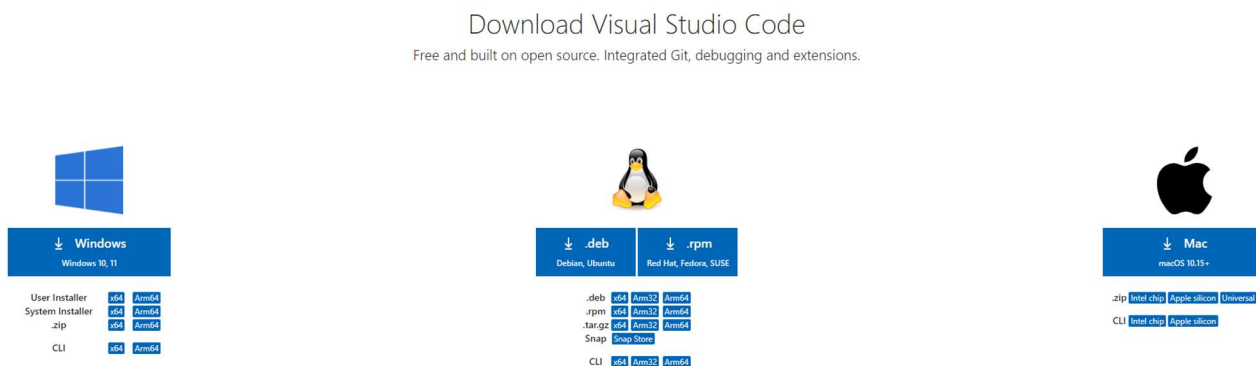 Download Visual Studio Code
Free and built on open source. Integrated Git, debugging and extensions.
Windows
Windows 10, 11
User Installer x64 Arm64
System Installer x64 Arm64
.zip x64 Arm64
CLI x64 Arm64
.deb
Debian, Ubuntu
.rpm
Red Hat, Fedora, SUSE
.deb x64 Arm32 Arm64
.rpm x64 Arm32 Arm64
.tar.gz x64 Arm32 Arm64
Snap Snap Store
CLI x64 Arm32 Arm64
Mac
macOS 10.15+
.zip Intel chip Apple silicon Universal
CLI Intel chip Apple silicon